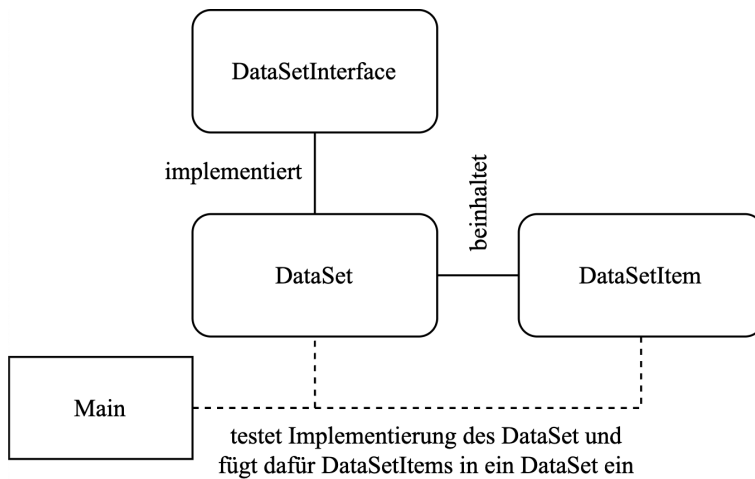 DataSetInterface
implementiert
beinhaltet
DataSet
DataSetItem
Main
testet Implementierung des DataSet und
fügt dafür DataSetItems in ein DataSet ein